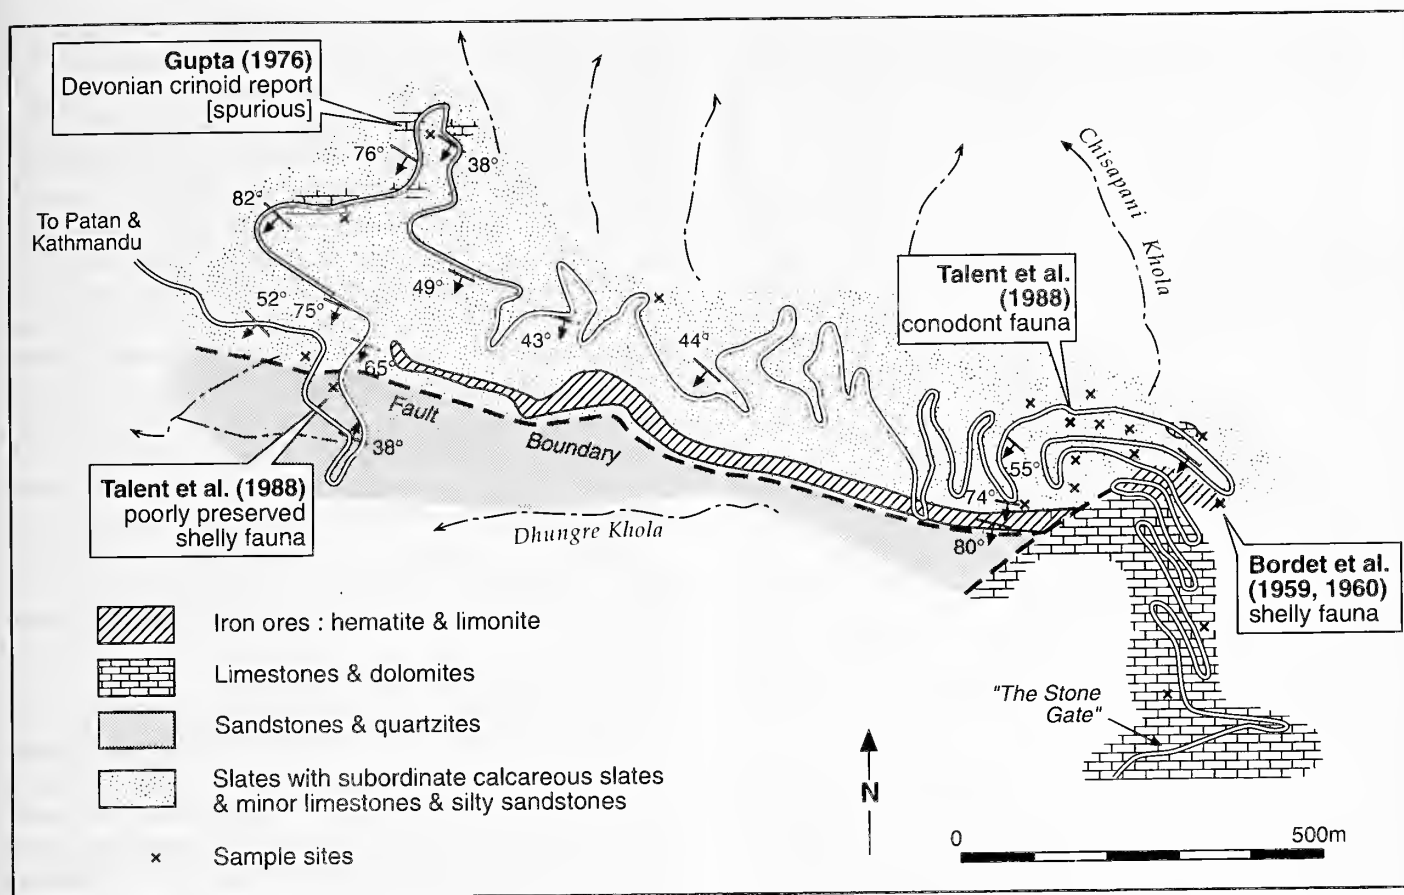 Gupta (1976)
Devonian crinoid report
[spurious]
76°
38°
82°
To Patan &
Kathmandu
52°
75°
49°
43°
44°
65°
38°
Fault
Boundary
Chisapani Khola
Talent et al.
(1988)
conodont fauna
55°
74°
80°
Talent et al. (1988)
poorly preserved
shelly fauna
Dhungre Khola
Bordet et al.
(1959, 1960)
shelly fauna
"The Stone
Gate"
Iron ores : hematite & limonite
Limestones & dolomites
Sandstones & quartzites
Slates with subordinate calcareous slates
& minor limestones & silty sandstones
Sample sites
N
0
500m